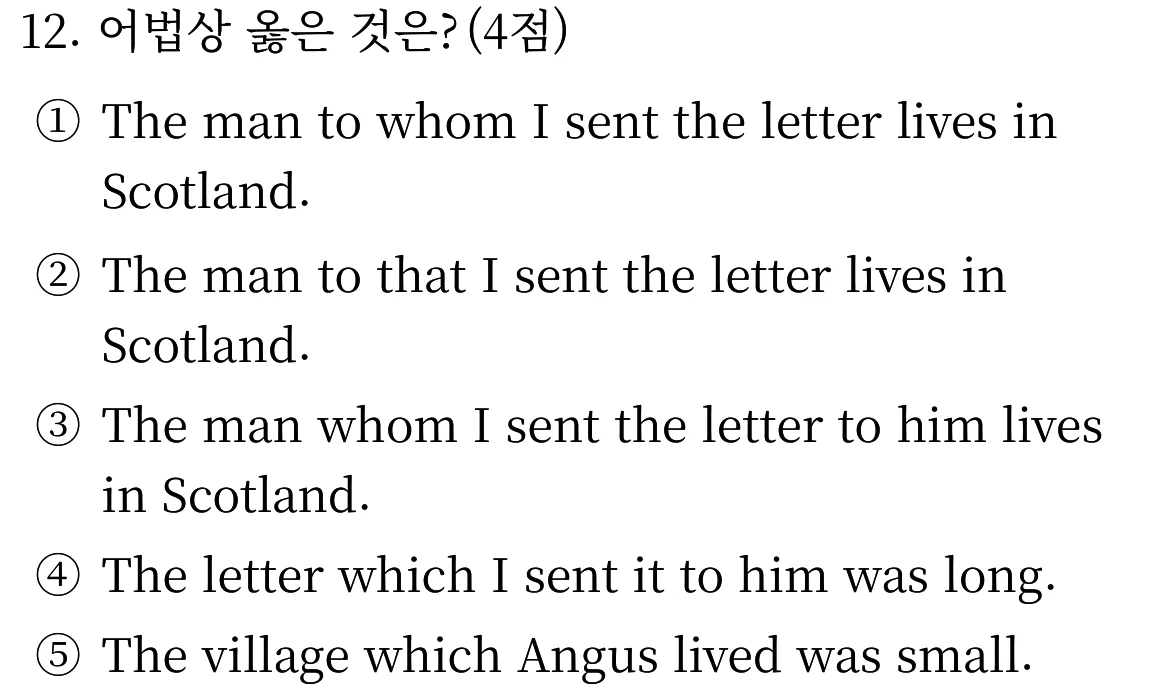 12. 어법상 옳은 것은?(4점)
① The man to whom I sent the letter lives in
Scotland.
② The man to that I sent the letter lives in
Scotland.
③ The man whom I sent the letter to him lives
in Scotland.
④ The letter which I sent it to him was long.
⑤ The village which Angus lived was small.